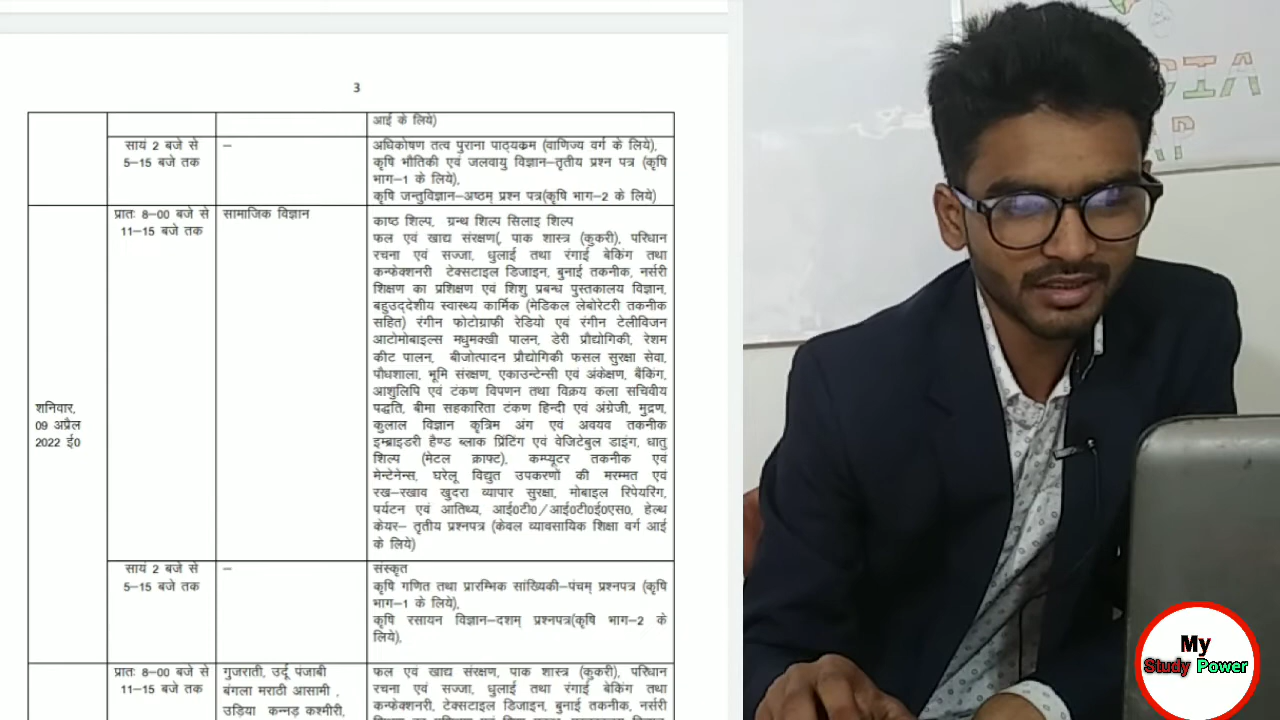 3
आई के लिये)
सायं 2 बजे से
5–15 बजे तक
–
अधिकोषण तत्व पुराना पाठ्यक्रम (वाणिज्य वर्ग के लिये),
कृषि भौतिकी एवं जलवायु विज्ञान–तृतीय प्रश्न पत्र (कृषि
भाग–1 के लिये),
कृषि जन्तुविज्ञान–अष्ठम् प्रश्न पत्र(कृषि भाग–2 के लिये)
शनिवार,
09 अप्रैल
2022 ई0
प्रातः 8–00 बजे से
11–15 बजे तक
सामाजिक विज्ञान
काष्ठ शिल्प, ग्रन्थ शिल्प सिलाइ शिल्प
फल एवं खाद्य संरक्षण(, पाक शास्त्र (कुकरी), परिधान
रचना एवं सज्जा, धुलाई तथा रंगाई बेकिंग तथा
कन्फेक्शनरी टेक्सटाइल डिजाइन, बुनाई तकनीक, नर्सरी
शिक्षण का प्रशिक्षण एवं शिशु प्रबन्ध पुस्तकालय विज्ञान,
बहुउद्देशीय स्वास्थ्य कार्मिक (मेडिकल लेबोरेटरी तकनीक
सहित) रंगीन फोटोग्राफी रेडियो एवं रंगीन टेलीविजन
आटोमोबाइल्स मधुमक्खी पालन, डेरी प्रौद्योगिकी, रेशम
कीट पालन, बीजोत्पादन प्रौद्योगिकी फसल सुरक्षा सेवा,
पौधशाला, भूमि संरक्षण, एकाउन्टेन्सी एवं अंकेक्षण, बैंकिंग,
आशुलिपि एवं टंकण विपणन तथा विक्रय कला सचिवीय
पद्धति, बीमा सहकारिता टंकण हिन्दी एवं अंग्रेजी, मुद्रण,
कुलाल विज्ञान कृत्रिम अंग एवं अवयव तकनीक
इम्ब्राइडरी हैण्ड ब्लाक प्रिंटिंग एवं वेजिटेबुल डाइंग, धातु
शिल्प (मेटल क्राफ्ट), कम्प्यूटर तकनीक एवं
मेन्टेनेन्स, घरेलू विद्युत उपकरणों की मरम्मत एवं
रख–रखाव खुदरा व्यापार सुरक्षा, मोबाइल रिपेयरिंग,
पर्यटन एवं आतिथ्य, आई0टी0/आई0टी0ई0एस0, हेल्थ
केयर– तृतीय प्रश्नपत्र (केवल व्यावसायिक शिक्षा वर्ग आई
के लिये)
सायं 2 बजे से
5–15 बजे तक
–
संस्कृत
कृषि गणित तथा प्रारम्भिक सांख्यिकी–पंचम् प्रश्नपत्र (कृषि
भाग–1 के लिये),
कृषि रसायन विज्ञान–दशम् प्रश्नपत्र(कृषि भाग–2 के
लिये),
प्रातः 8–00 बजे से
11–15 बजे तक
गुजराती, उर्दू पंजाबी
बंगला मराठी आसामी ,
उड़िया कन्नड़ कश्मीरी,
फल एवं खाद्य संरक्षण, पाक शास्त्र (कुकरी), परिधान
रचना एवं सज्जा, धुलाई तथा रंगाई बेकिंग तथा
कन्फेक्शनरी, टेक्सटाइल डिजाइन, बुनाई तकनीक, नर्सरी
My
Study Power